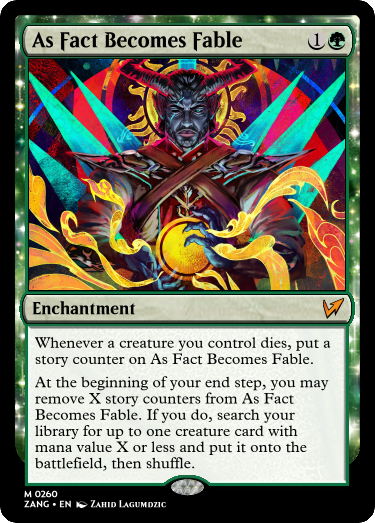 As Fact Becomes Fable 1
Enchantment
Whenever a creature you control dies, put a
story counter on As Fact Becomes Fable.
At the beginning of your end step, you may
remove X story counters from As Fact
Becomes Fable. If you do, search your
library for up to one creature card with
mana value X or less and put it onto the
battlefield, then shuffle.
M 0260
ZANG • EN Zahid Lagumdzic